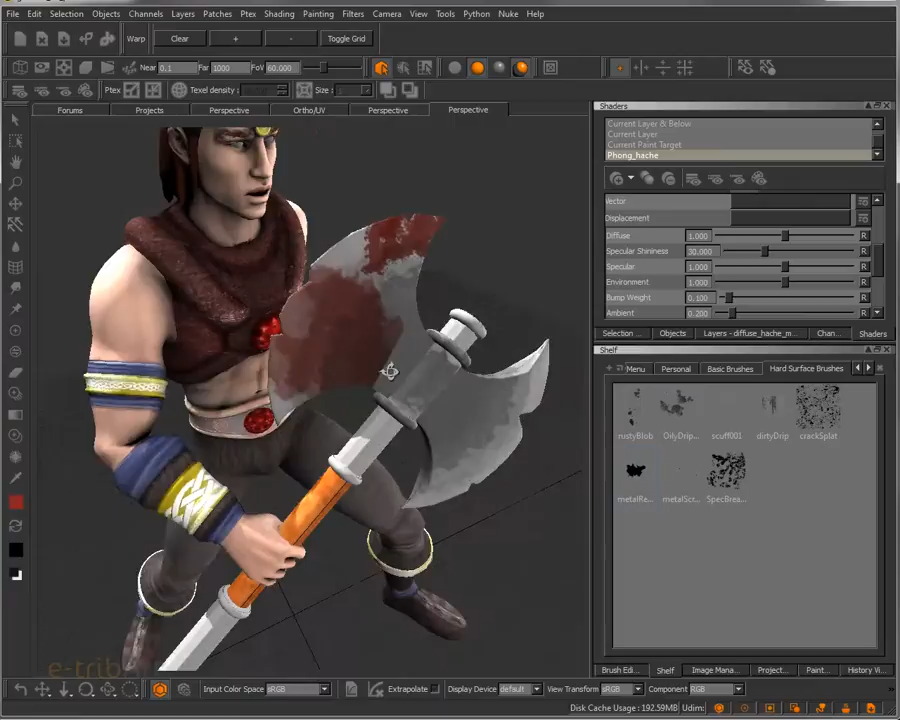 File Edit Selection Objects Channels Layers Patches Ptex Shading Painting Filters Camera View Tools Python Nuke Help
Warp Clear + - Toggle Grid
Near 0.1 Far 1000 FoV 60.000
Ptex Texel density: Size :
Forums Projects Perspective Ortho/UV Perspective Perspective
Shaders
Current Layer & Below
Current Layer
Current Paint Target
Phong_hache
Vector
Displacement
Diffuse 1.000 R
Specular Shininess 30.000 R
Specular 1.000 R
Environment 1.000 R
Bump Weight 0.100 R
Ambient 0.200 R
Selection ... Objects Layers - diffuse_hache_m... Chan... Shaders
Shelf
Menu Personal Basic Brushes Hard Surface Brushes
rustyBlob OilyDrip... scuff001 dirtyDrip crackSplat
metalRe... metalScr... SpecBrea...
e-trib
Brush Edi... Shelf Image Mana... Project... Paint... History V...
Input Color Space sRGB Extrapolate Display Device default View Transform sRGB Component RGB
Disk Cache Usage : 192.59MB Udim: